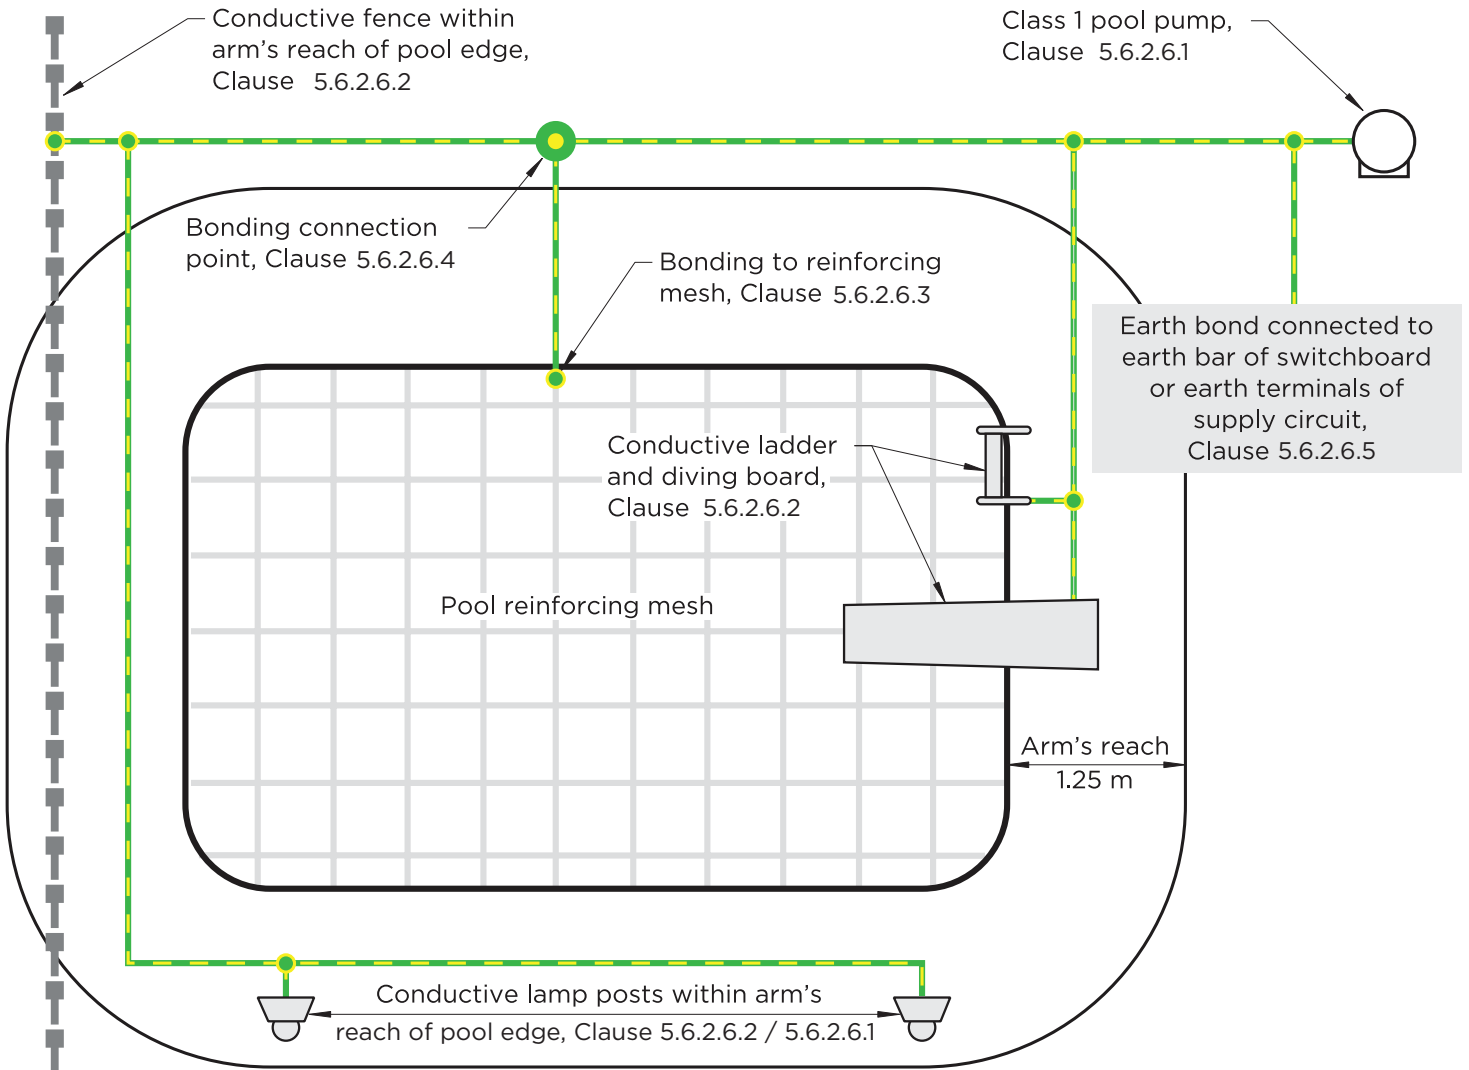 Conductive fence within
arm's reach of pool edge,
Clause 5.6.2.6.2
Class 1 pool pump,
Clause 5.6.2.6.1
Bonding connection
point, Clause 5.6.2.6.4
Bonding to reinforcing
mesh, Clause 5.6.2.6.3
Earth bond connected to
earth bar of switchboard
or earth terminals of
supply circuit,
Clause 5.6.2.6.5
Conductive ladder
and diving board,
Clause 5.6.2.6.2
Pool reinforcing mesh
Arm's reach
1.25 m
Conductive lamp posts within arm's
reach of pool edge, Clause 5.6.2.6.2 / 5.6.2.6.1